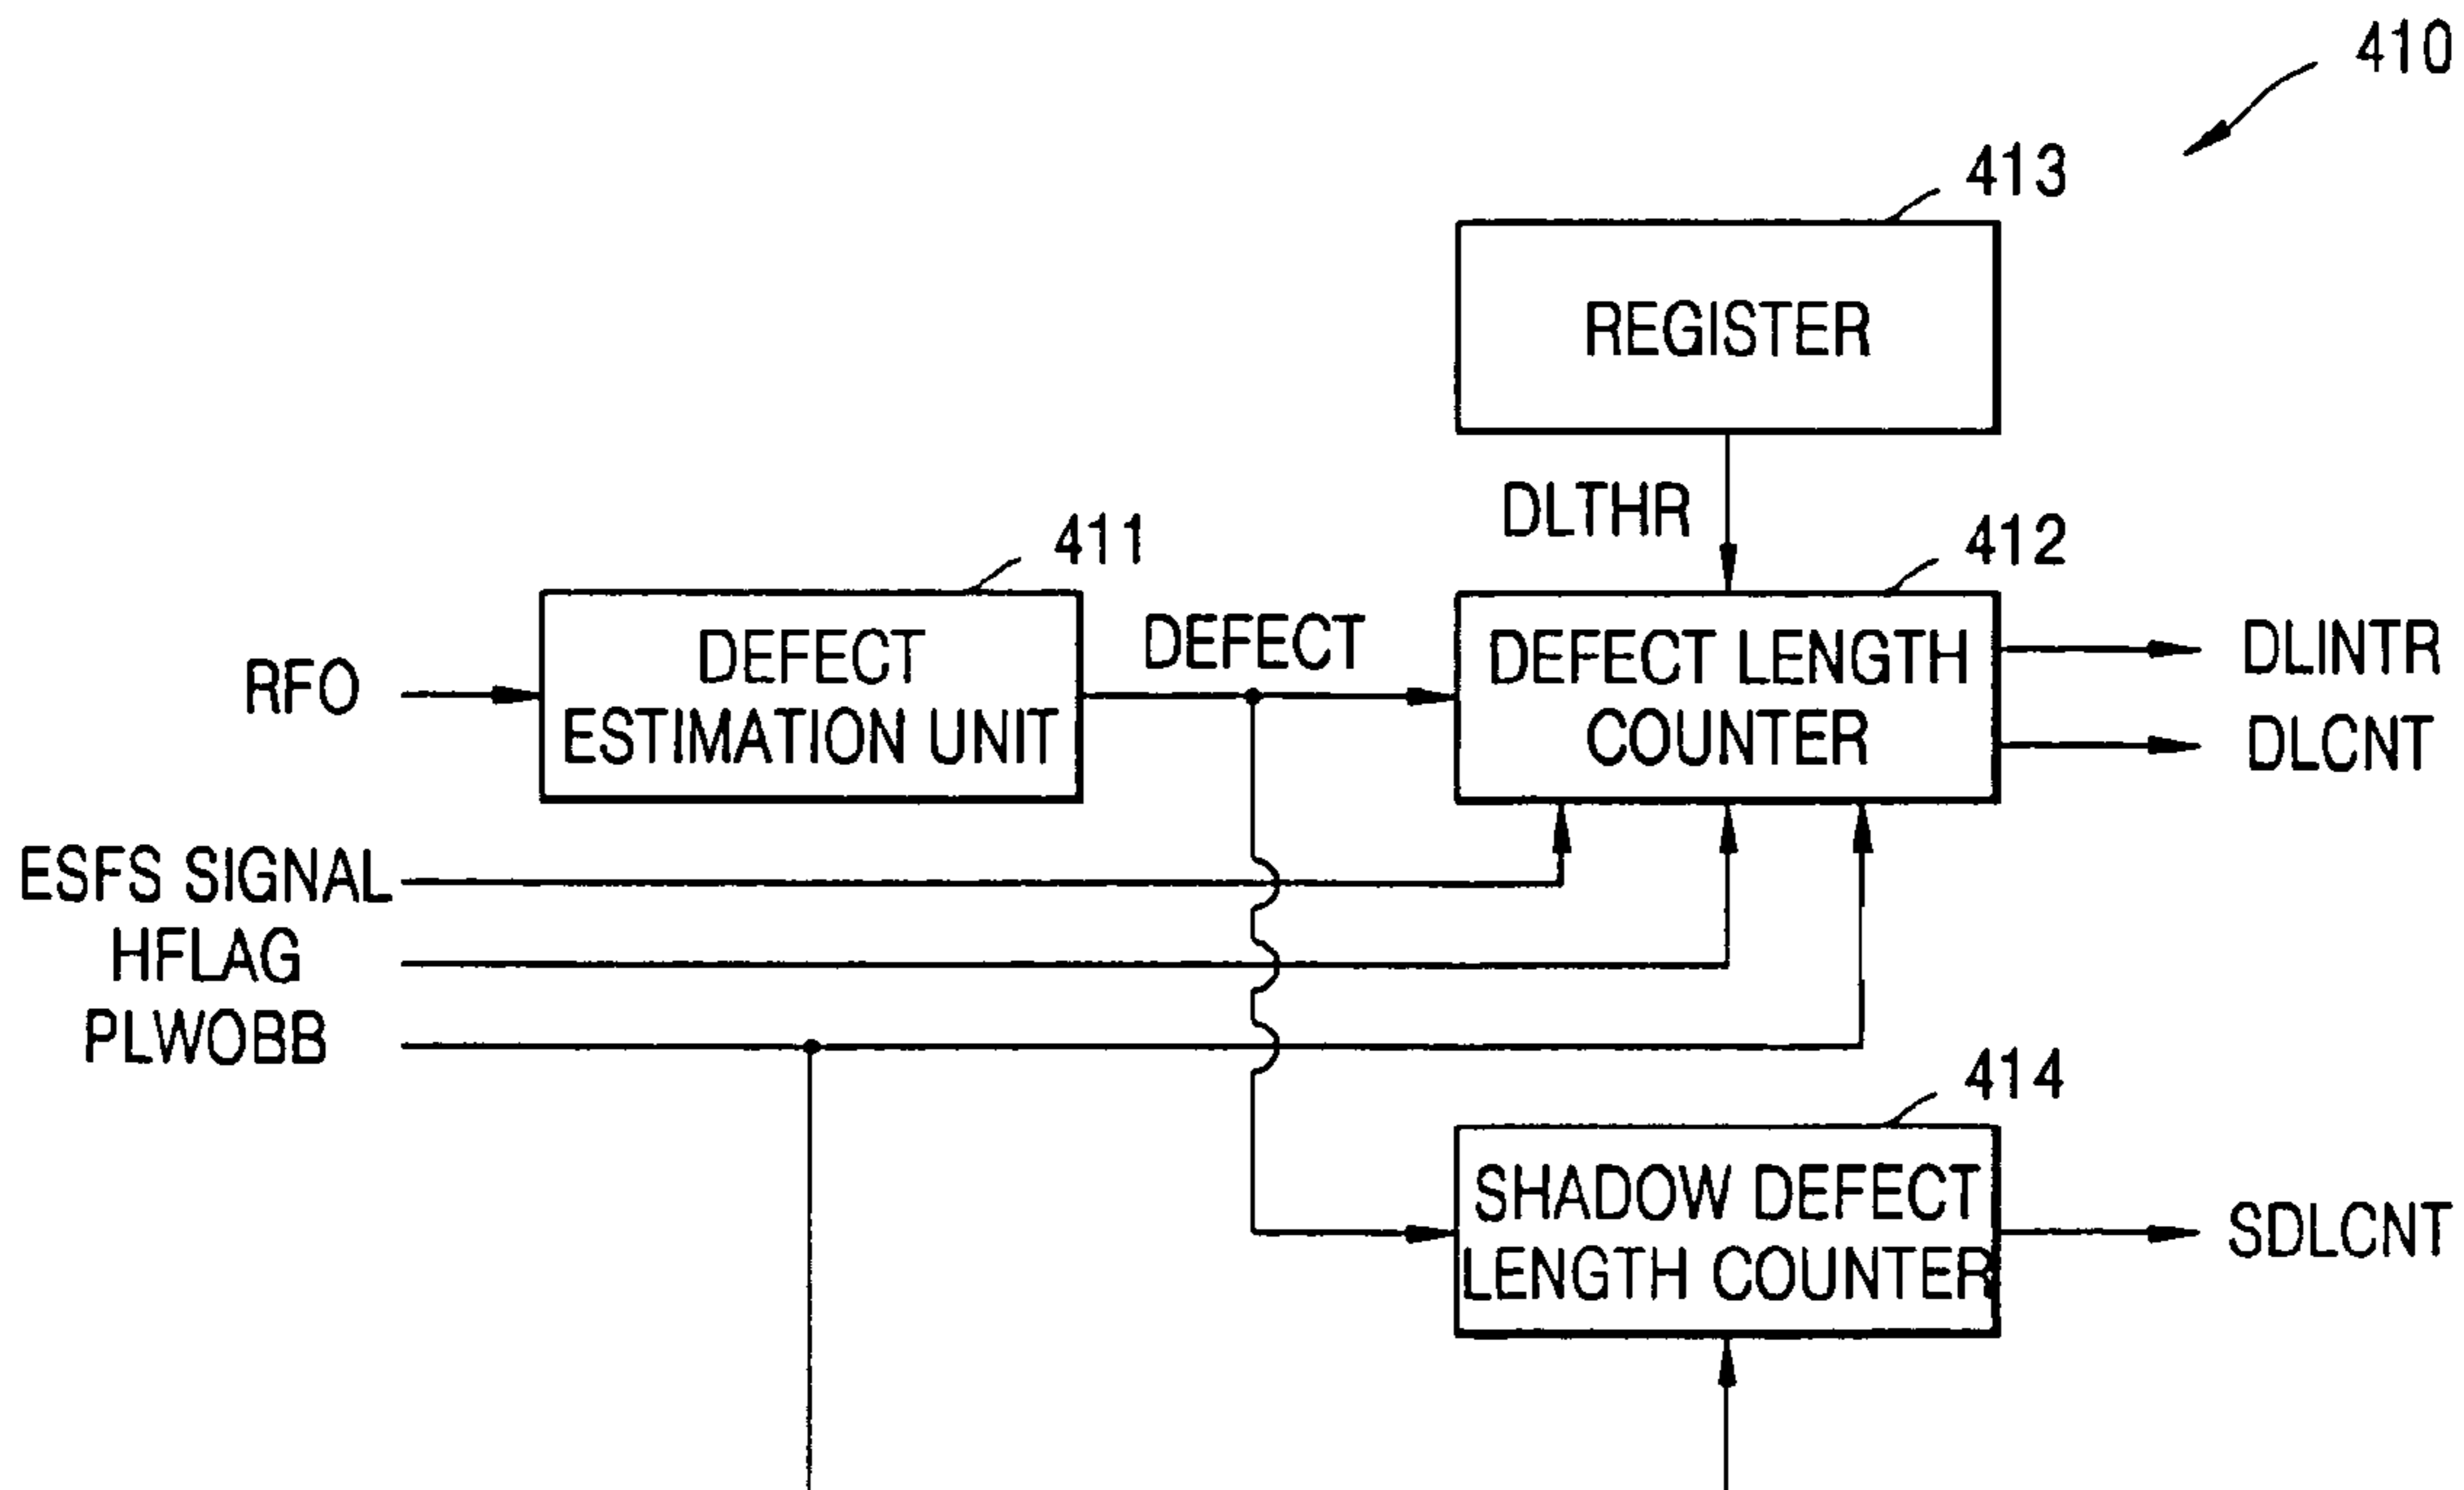 410
413
REGISTER
DLTHR
411
412
DEFECT
ESTIMATION UNIT
DEFECT
DEFECT LENGTH
COUNTER
RFO
DLINTR
DLCNT
ESFS SIGNAL
HFLAG
PLWOBB
414
SHADOW DEFECT
LENGTH COUNTER
SDLCNT